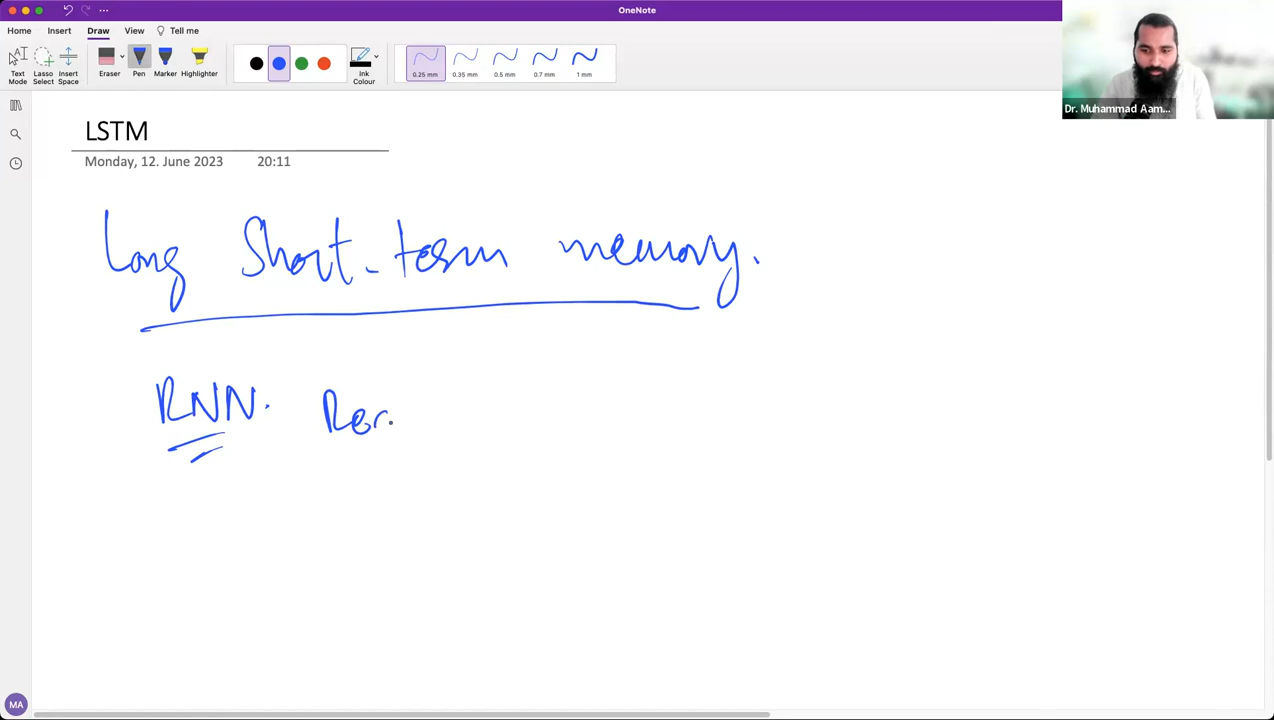 OneNote
Home Insert Draw View Tell me
Text Mode Lasso Select Insert Space Eraser Pen Marker Highlighter Ink Colour 0.25 mm 0.35 mm 0.5 mm 0.7 mm 1 mm
Dr. Muhammad Aam...
LSTM
Monday, 12. June 2023 20:11
Long Short-term memory.
RNN. Rer
MA